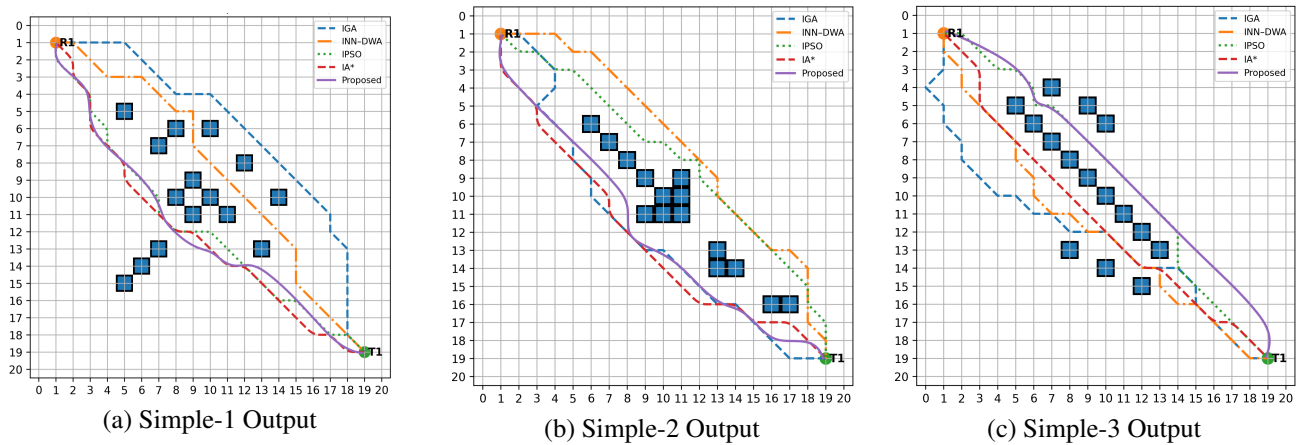 0
1
2
3
4
5
6
7
8
9
10
11
12
13
14
15
16
17
18
19
20
0 1 2 3 4 5 6 7 8 9 10 11 12 13 14 15 16 17 18 19 20
R1
T1
IGA
INN–DWA
IPSO
IA*
Proposed
(a) Simple-1 Output
0
1
2
3
4
5
6
7
8
9
10
11
12
13
14
15
16
17
18
19
20
0 1 2 3 4 5 6 7 8 9 10 11 12 13 14 15 16 17 18 19 20
R1
T1
IGA
INN–DWA
IPSO
IA*
Proposed
(b) Simple-2 Output
0
1
2
3
4
5
6
7
8
9
10
11
12
13
14
15
16
17
18
19
20
0 1 2 3 4 5 6 7 8 9 10 11 12 13 14 15 16 17 18 19 20
R1
T1
IGA
INN–DWA
IPSO
IA*
Proposed
(c) Simple-3 Output